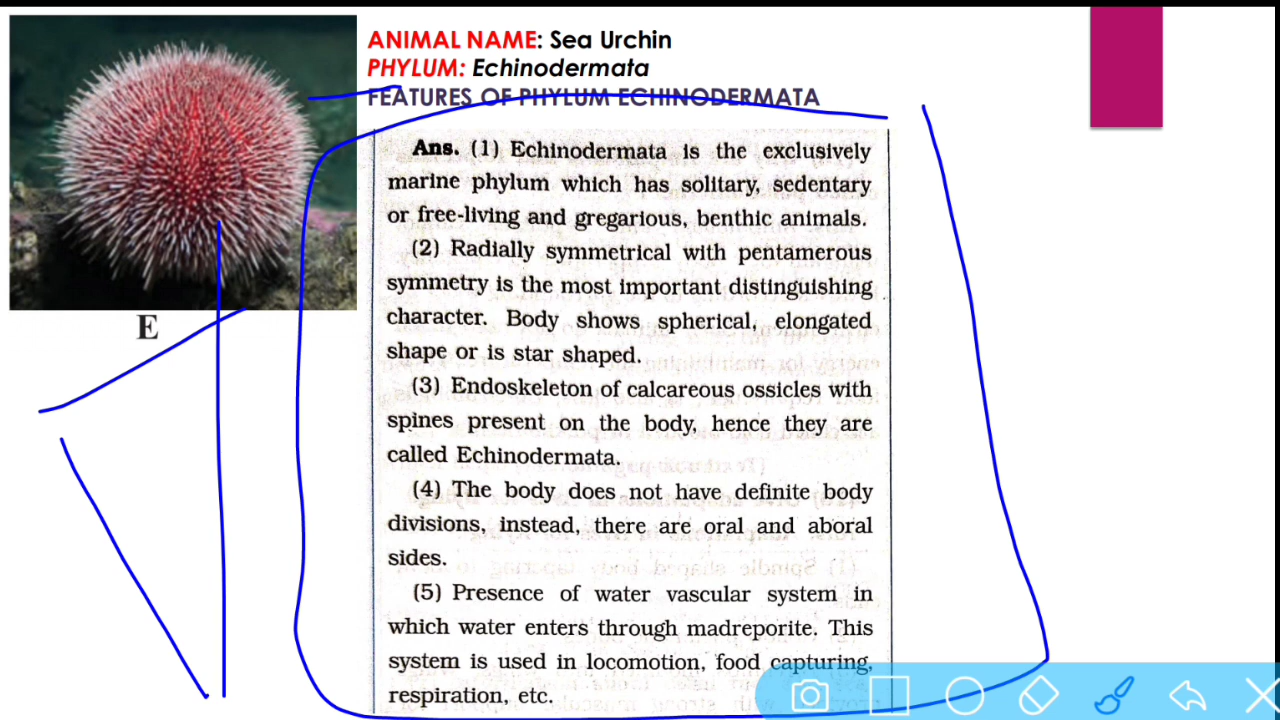 ANIMAL NAME: Sea Urchin
PHYLUM: Echinodermata
FEATURES OF PHYLUM ECHINODERMATA
Ans. (1) Echinodermata is the exclusively
marine phylum which has solitary, sedentary
or free-living and gregarious, benthic animals.
(2) Radially symmetrical with pentamerous
symmetry is the most important distinguishing
character. Body shows spherical, elongated
shape or is star shaped.
(3) Endoskeleton of calcareous ossicles with
spines present on the body, hence they are
called Echinodermata.
(4) The body does not have definite body
divisions, instead, there are oral and aboral
sides.
(5) Presence of water vascular system in
which water enters through madreporite. This
system is used in locomotion, food capturing,
respiration, etc.
E